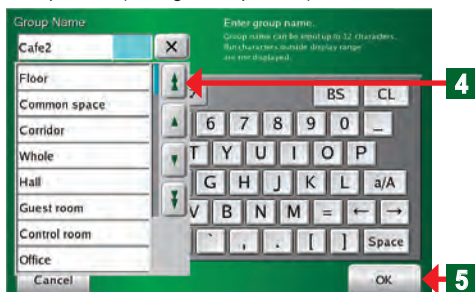 Group Name
Enter group name.
Group name can be input up to 12 characters.
But characters outside display range
are not displayed.
Cafe2 X
Floor
Common space
Corridor
Whole
Hall
Guest room
Control room
Office
BS CL
6 7 8 9 0 _
T Y U I O P
G H J K L a/A
V B N M = ← →
` , . [ ] Space
Cancel
OK
4
5